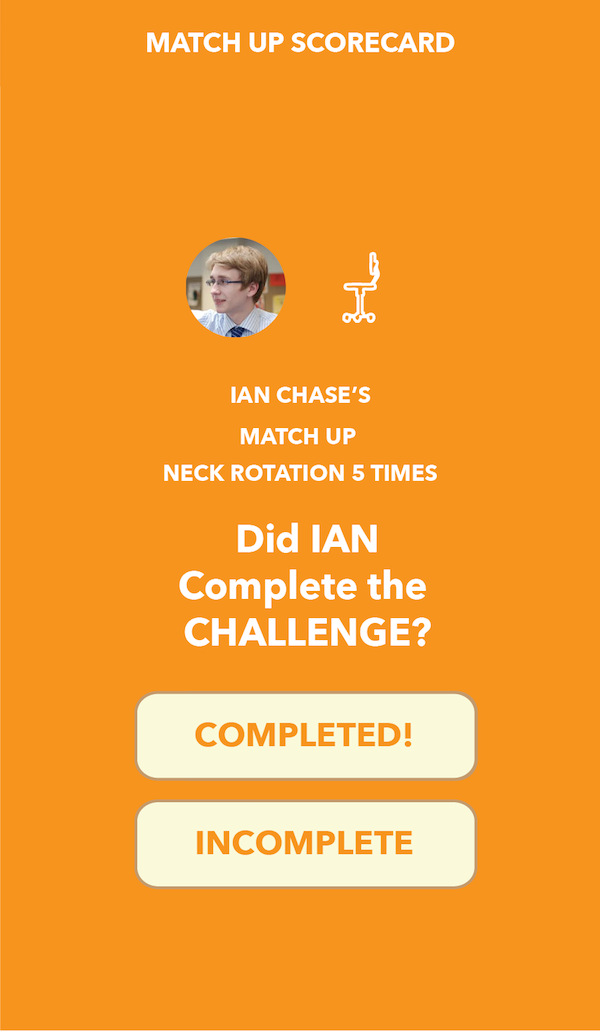 MATCH UP SCORECARD
IAN CHASE’S
MATCH UP
NECK ROTATION 5 TIMES
Did IAN
Complete the
CHALLENGE?
COMPLETED!
INCOMPLETE